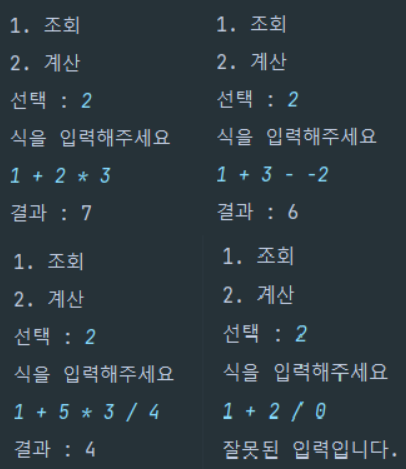 1. 조회
2. 계산
선택 : 2
식을 입력해주세요
1 + 2 * 3
결과 : 7
1. 조회
2. 계산
선택 : 2
식을 입력해주세요
1 + 3 - -2
결과 : 6
1. 조회
2. 계산
선택 : 2
식을 입력해주세요
1 + 5 * 3 / 4
결과 : 4
1. 조회
2. 계산
선택 : 2
식을 입력해주세요
1 + 2 / 0
잘못된 입력입니다.